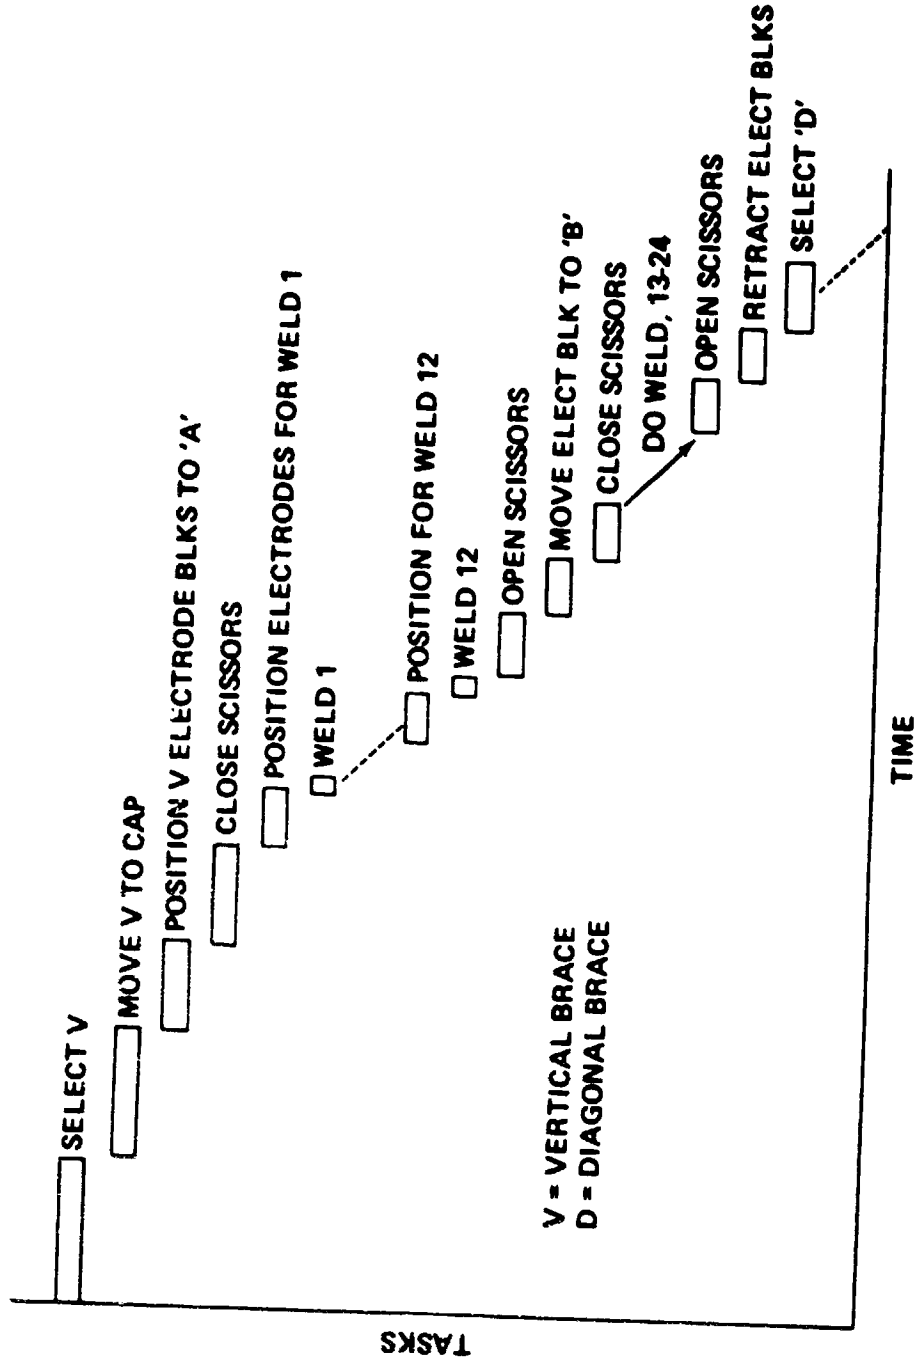 SELECT V
MOVE V TO CAP
POSITION V ELECTRODE BLKS TO 'A'
CLOSE SCISSORS
POSITION ELECTRODES FOR WELD 1
WELD 1
POSITION FOR WELD 12
WELD 12
OPEN SCISSORS
MOVE ELECT BLK TO 'B'
CLOSE SCISSORS
DO WELD, 13-24
OPEN SCISSORS
RETRACT ELECT BLKS
SELECT 'D'
V = VERTICAL BRACE
D = DIAGONAL BRACE
TASKS
TIME